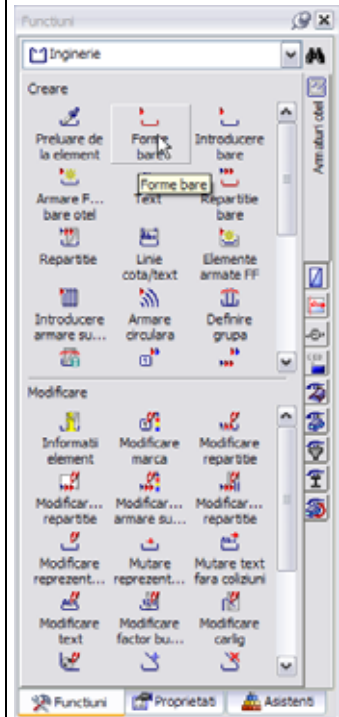 Functiuni
Inginerie
Creare
Preluare de
la element
Forme
bare
Introducere
bare
Forme bare
Armare F...
bare otel
Text
Repartitie
bare
Repartitie
Linie
cota/text
Elemente
armate FF
Introducere
armare su...
Armare
circulara
Definire
grupa
Modificare
Informatii
element
Modificare
marca
Modificare
repartitie
Modificar...
repartitie
Modificar...
armare su...
Modificar...
repartitie
Modificare
reprezent...
Mutare
reprezent...
Mutare text
fara coliziuni
Modificare
text
Modificare
factor bu...
Modificare
carlig
Armaturi otel
Functiuni
Proprietati
Asistenti